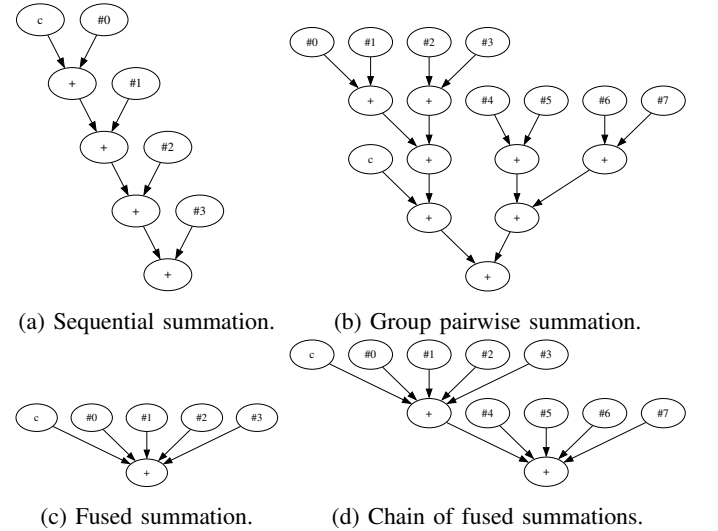 c #0
+ #1
+ #2
+ #3
+
(a) Sequential summation.
#0 #1 #2 #3
+ + #4 #5 #6 #7
c + + +
+ +
+
(b) Group pairwise summation.
c #0 #1 #2 #3
+
(c) Fused summation.
c #0 #1 #2 #3
+ #4 #5 #6 #7
+
(d) Chain of fused summations.